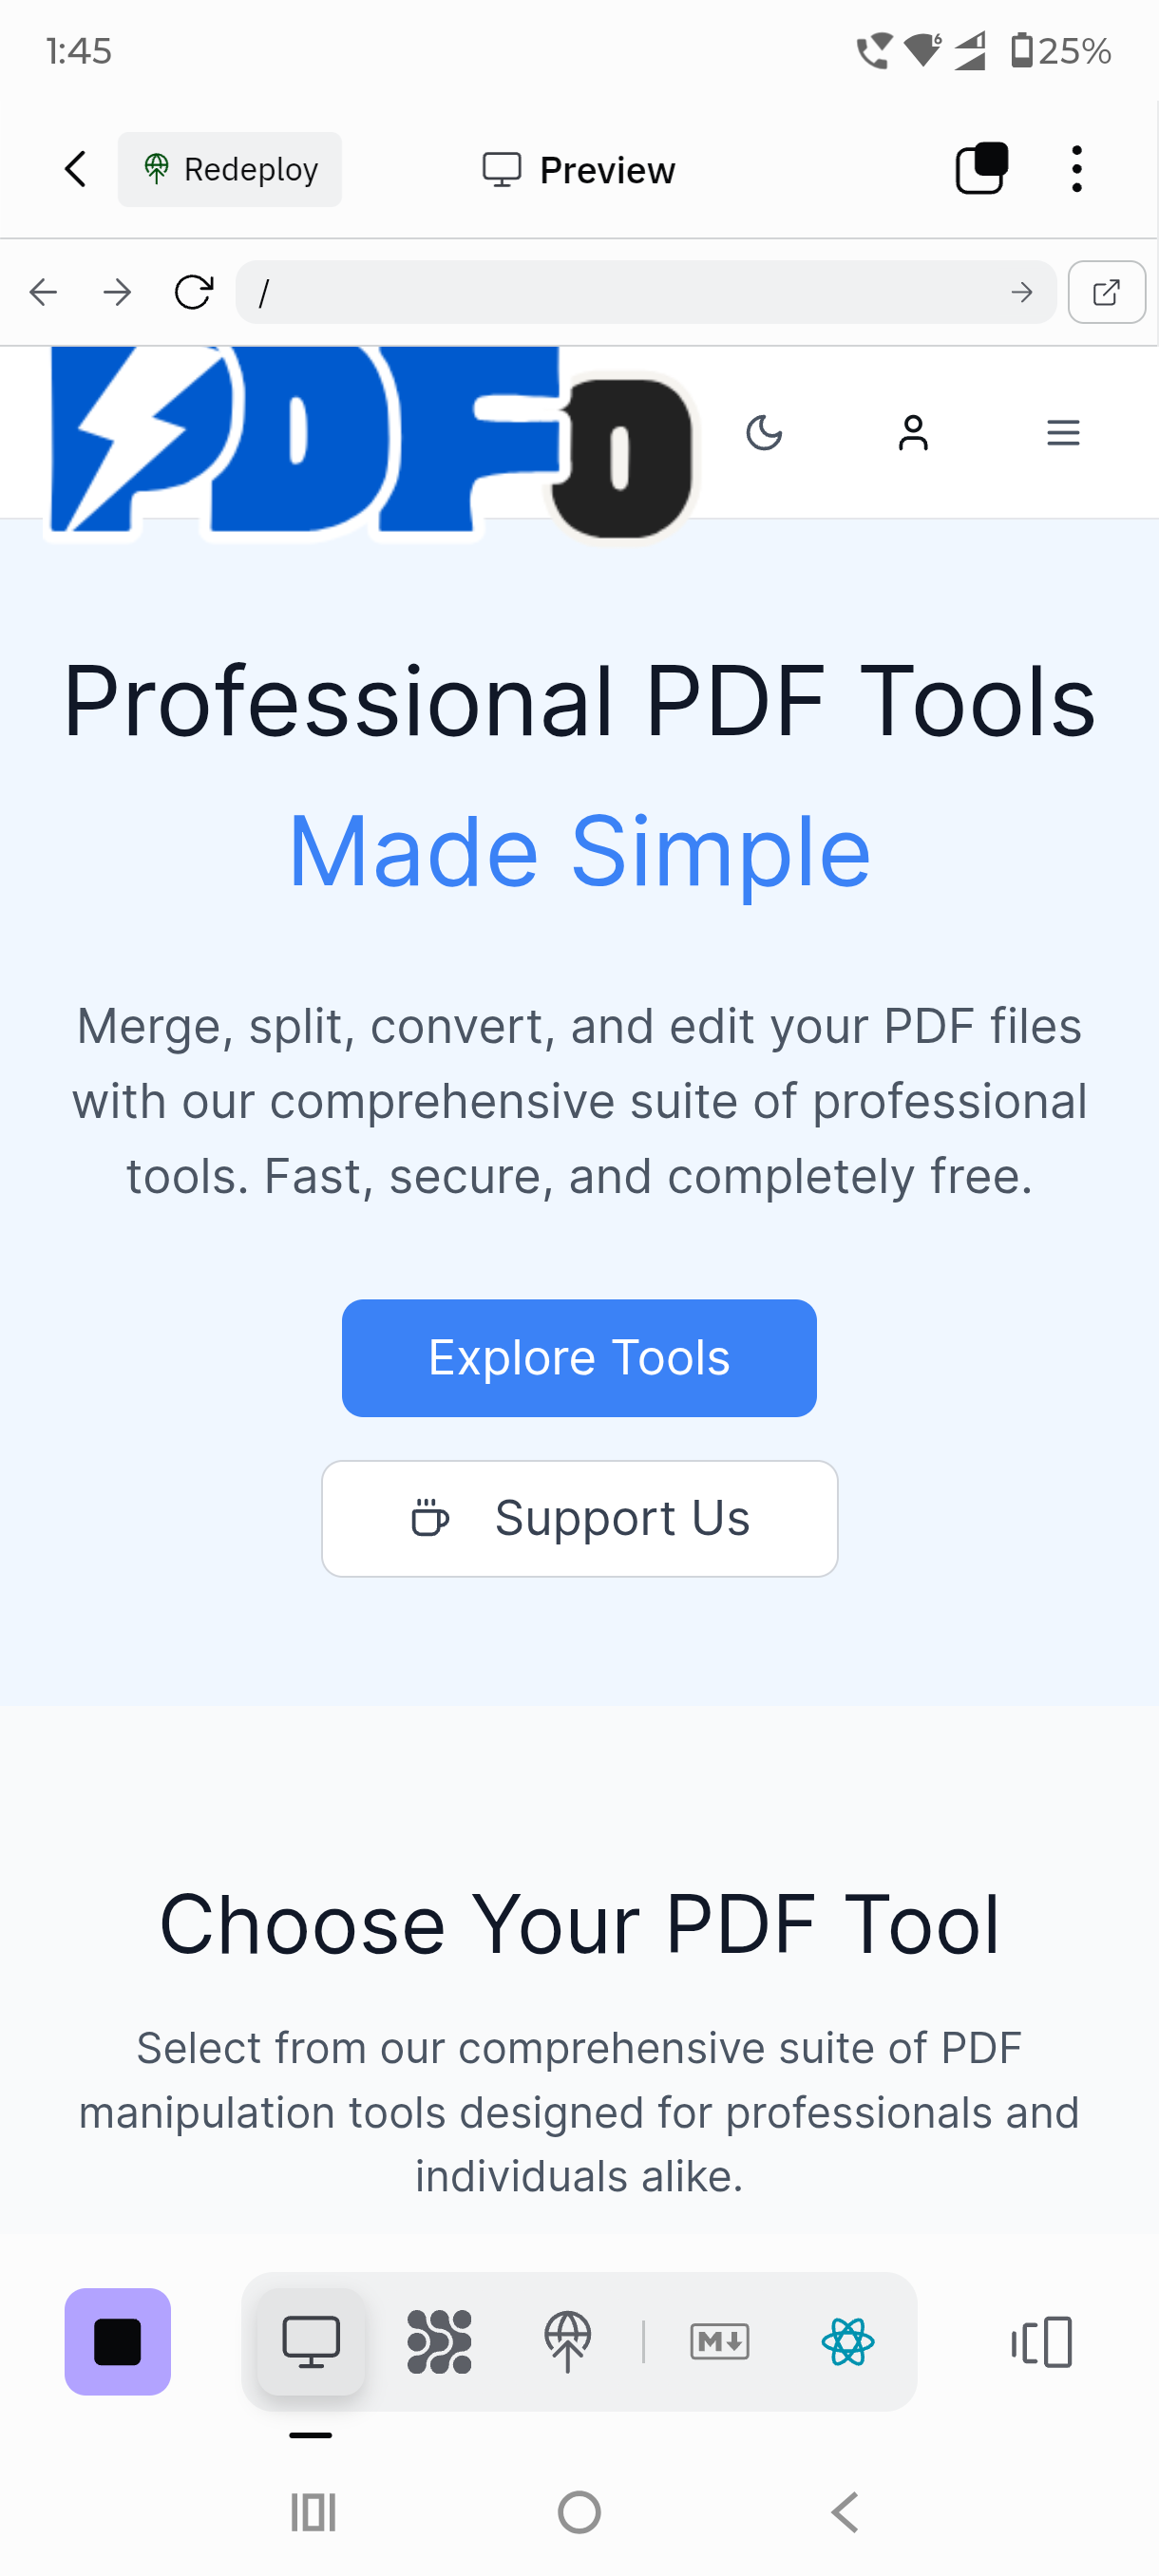 1:45
6
25%
Redeploy
Preview
/
PDFo
Professional PDF Tools
Made Simple
Merge, split, convert, and edit your PDF files
with our comprehensive suite of professional
tools. Fast, secure, and completely free.
Explore Tools
Support Us
Choose Your PDF Tool
Select from our comprehensive suite of PDF
manipulation tools designed for professionals and
individuals alike.
M